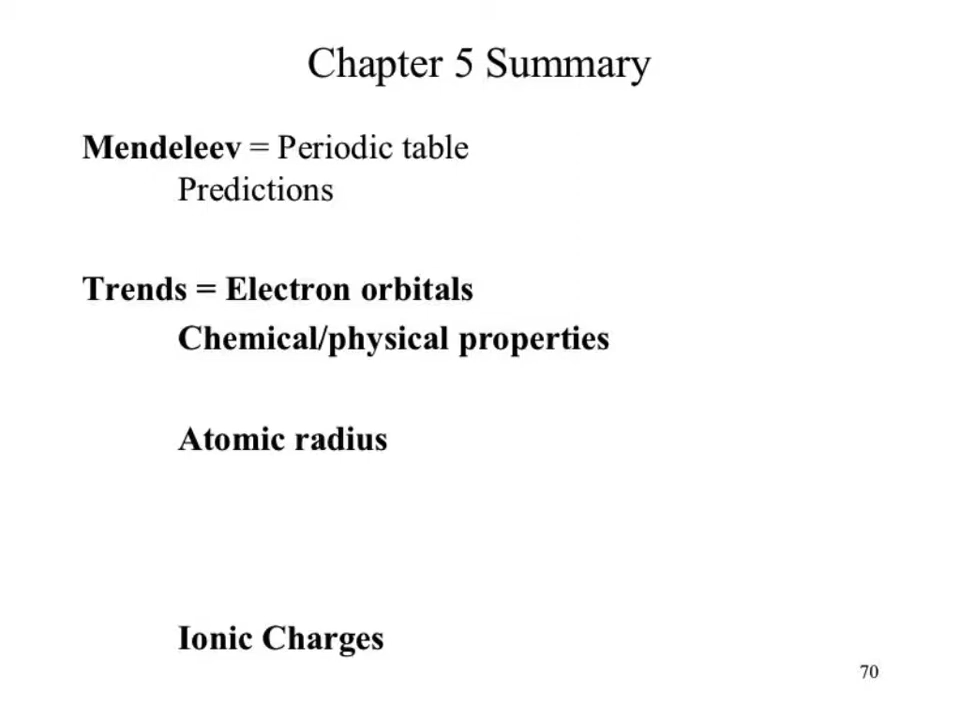 Chapter 5 Summary
Mendeleev = Periodic table
Predictions
Trends = Electron orbitals
Chemical/physical properties
Atomic radius
Ionic Charges
70